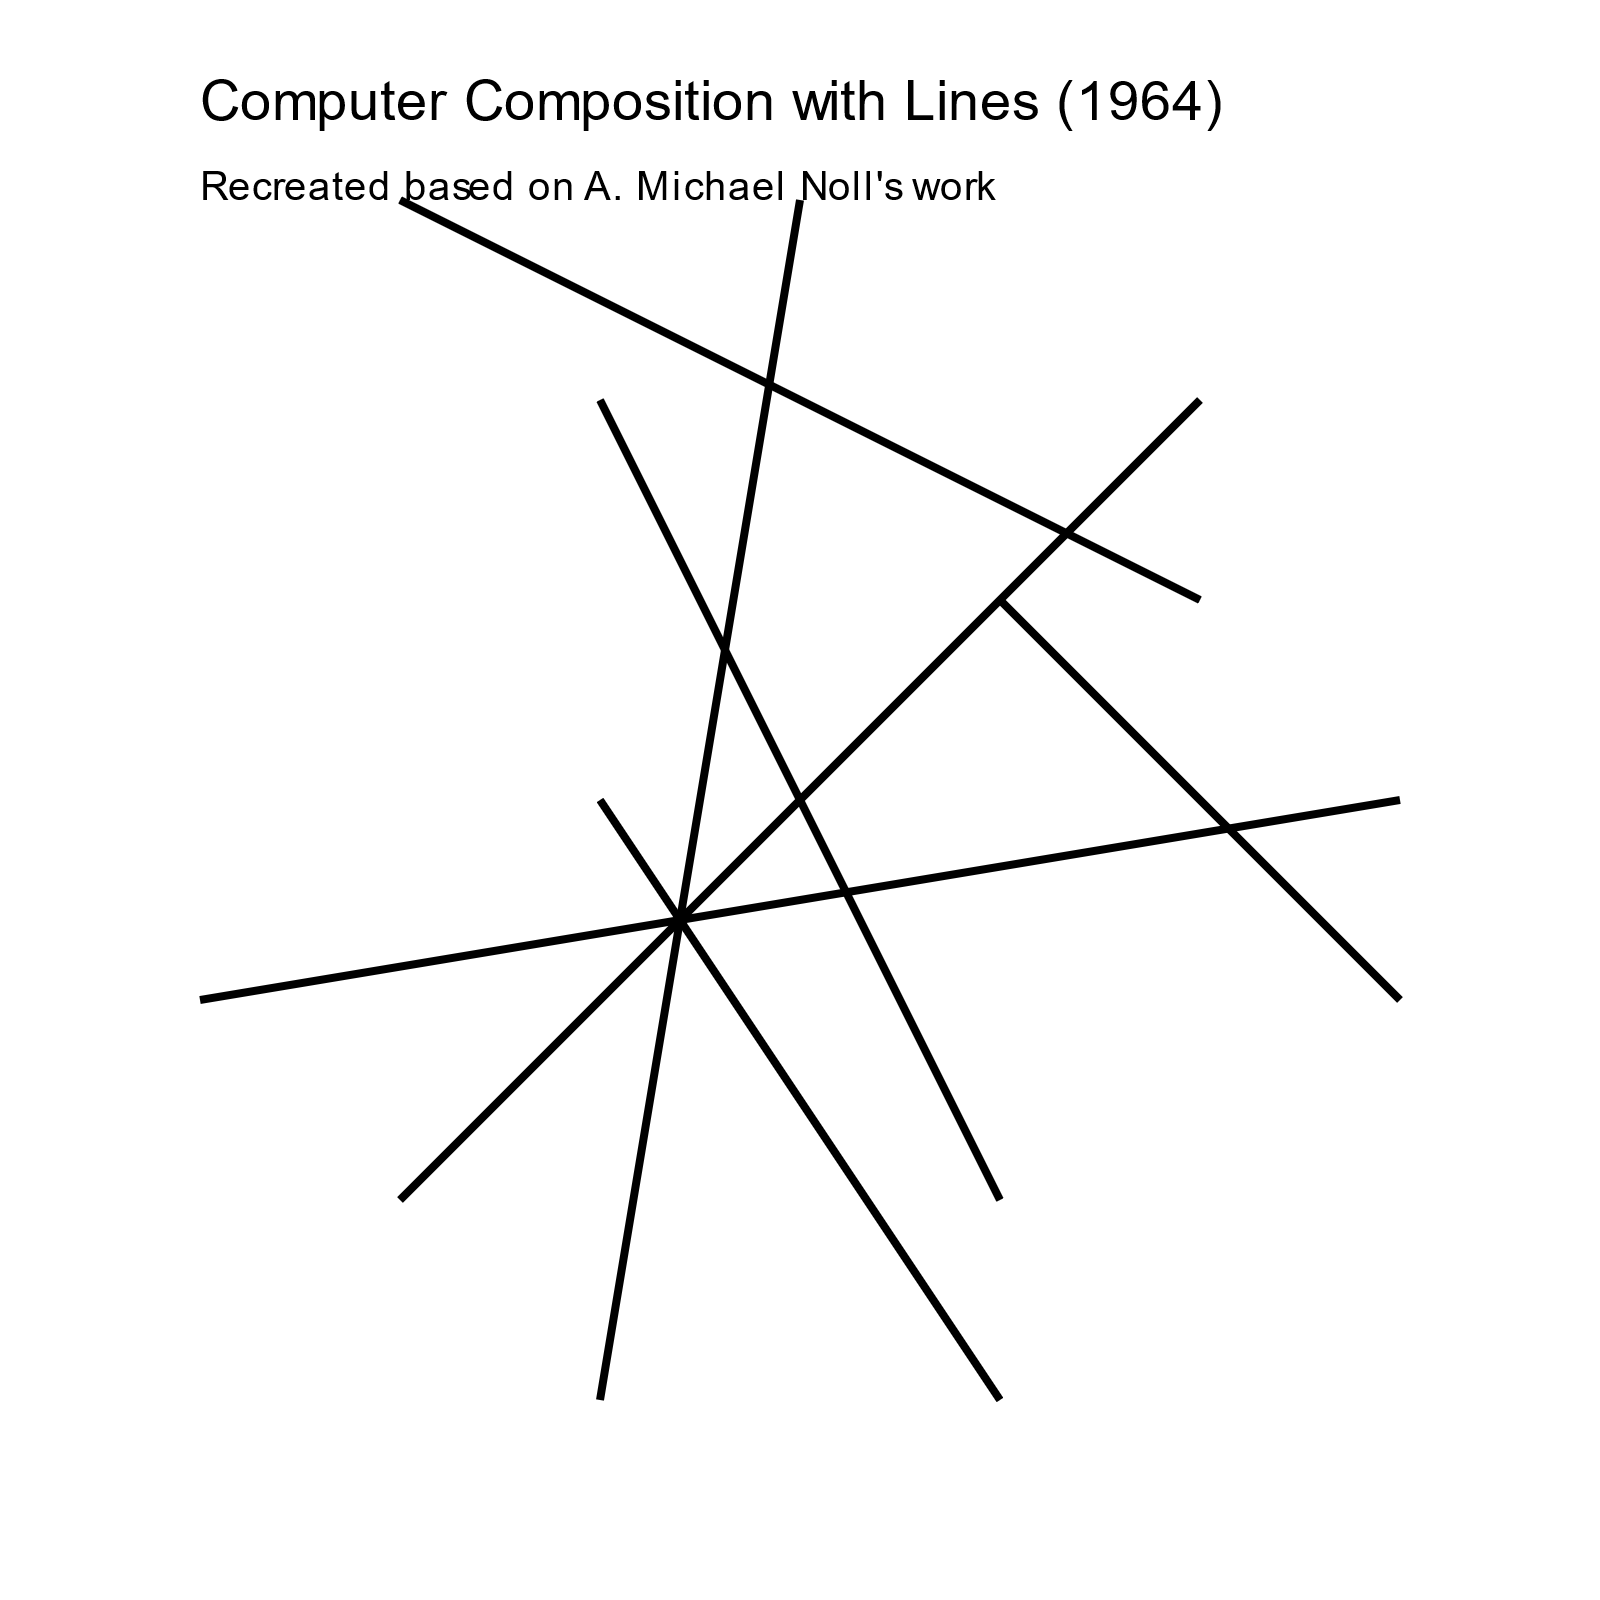 Computer Composition with Lines (1964)
Recreated based on A. Michael Noll's work